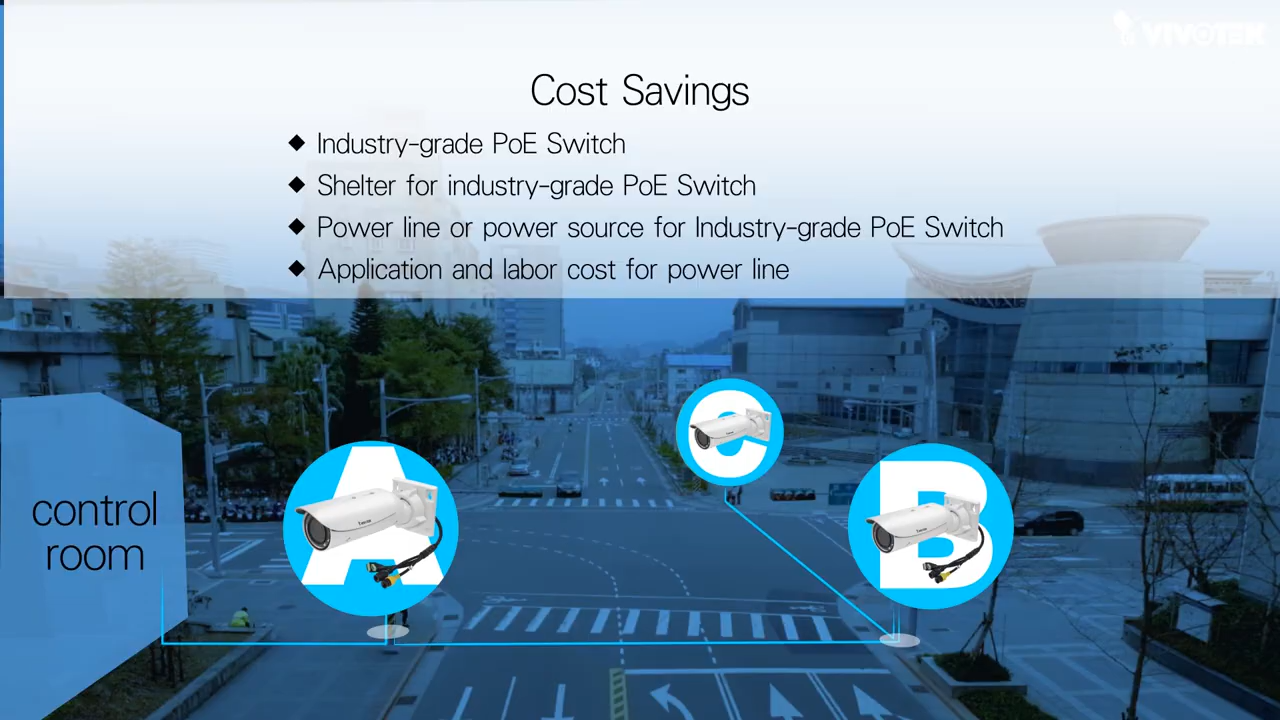 VIVOTEK
Cost Savings
◆ Industry-grade PoE Switch
◆ Shelter for industry-grade PoE Switch
◆ Power line or power source for Industry-grade PoE Switch
◆ Application and labor cost for power line
control
room
A
C
B